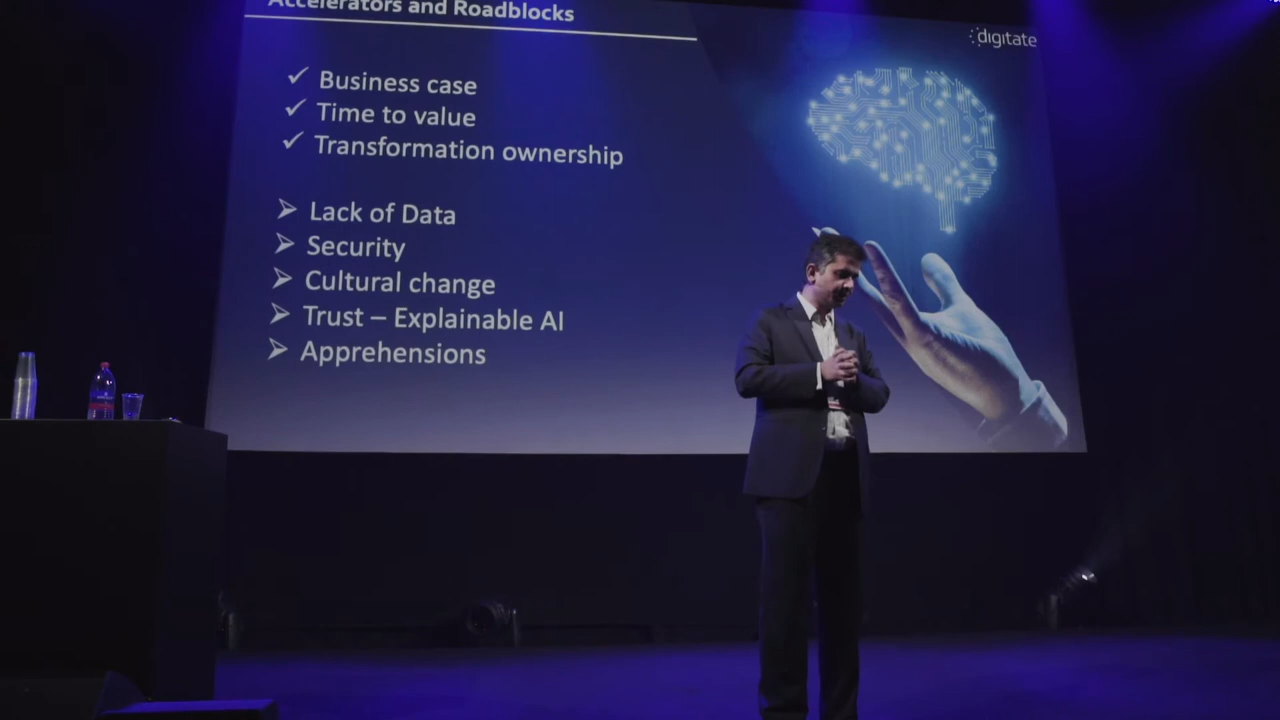 Accelerators and Roadblocks
digitate
✓ Business case
✓ Time to value
✓ Transformation ownership
➢ Lack of Data
➢ Security
➢ Cultural change
➢ Trust – Explainable AI
➢ Apprehensions